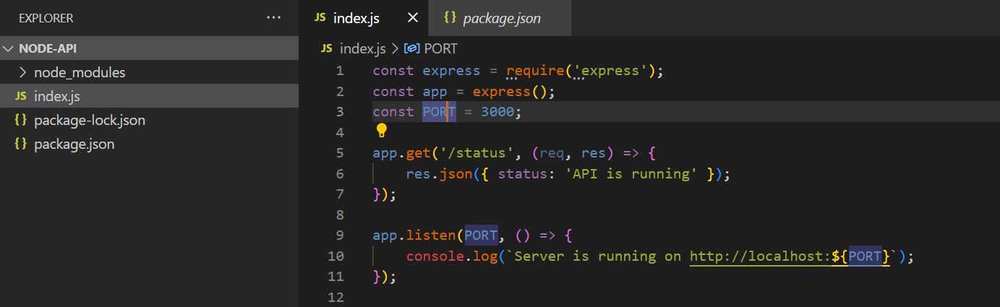 EXPLORER ···
NODE-API
node_modules
JS index.js
{} package-lock.json
{} package.json
JS index.js × {} package.json
JS index.js > PORT
1 const express = require('express');
2 const app = express();
3 const PORT = 3000;
4
5 app.get('/status', (req, res) => {
6     res.json({ status: 'API is running' });
7 });
8
9 app.listen(PORT, () => {
10     console.log(`Server is running on http://localhost:${PORT}`);
11 });
12